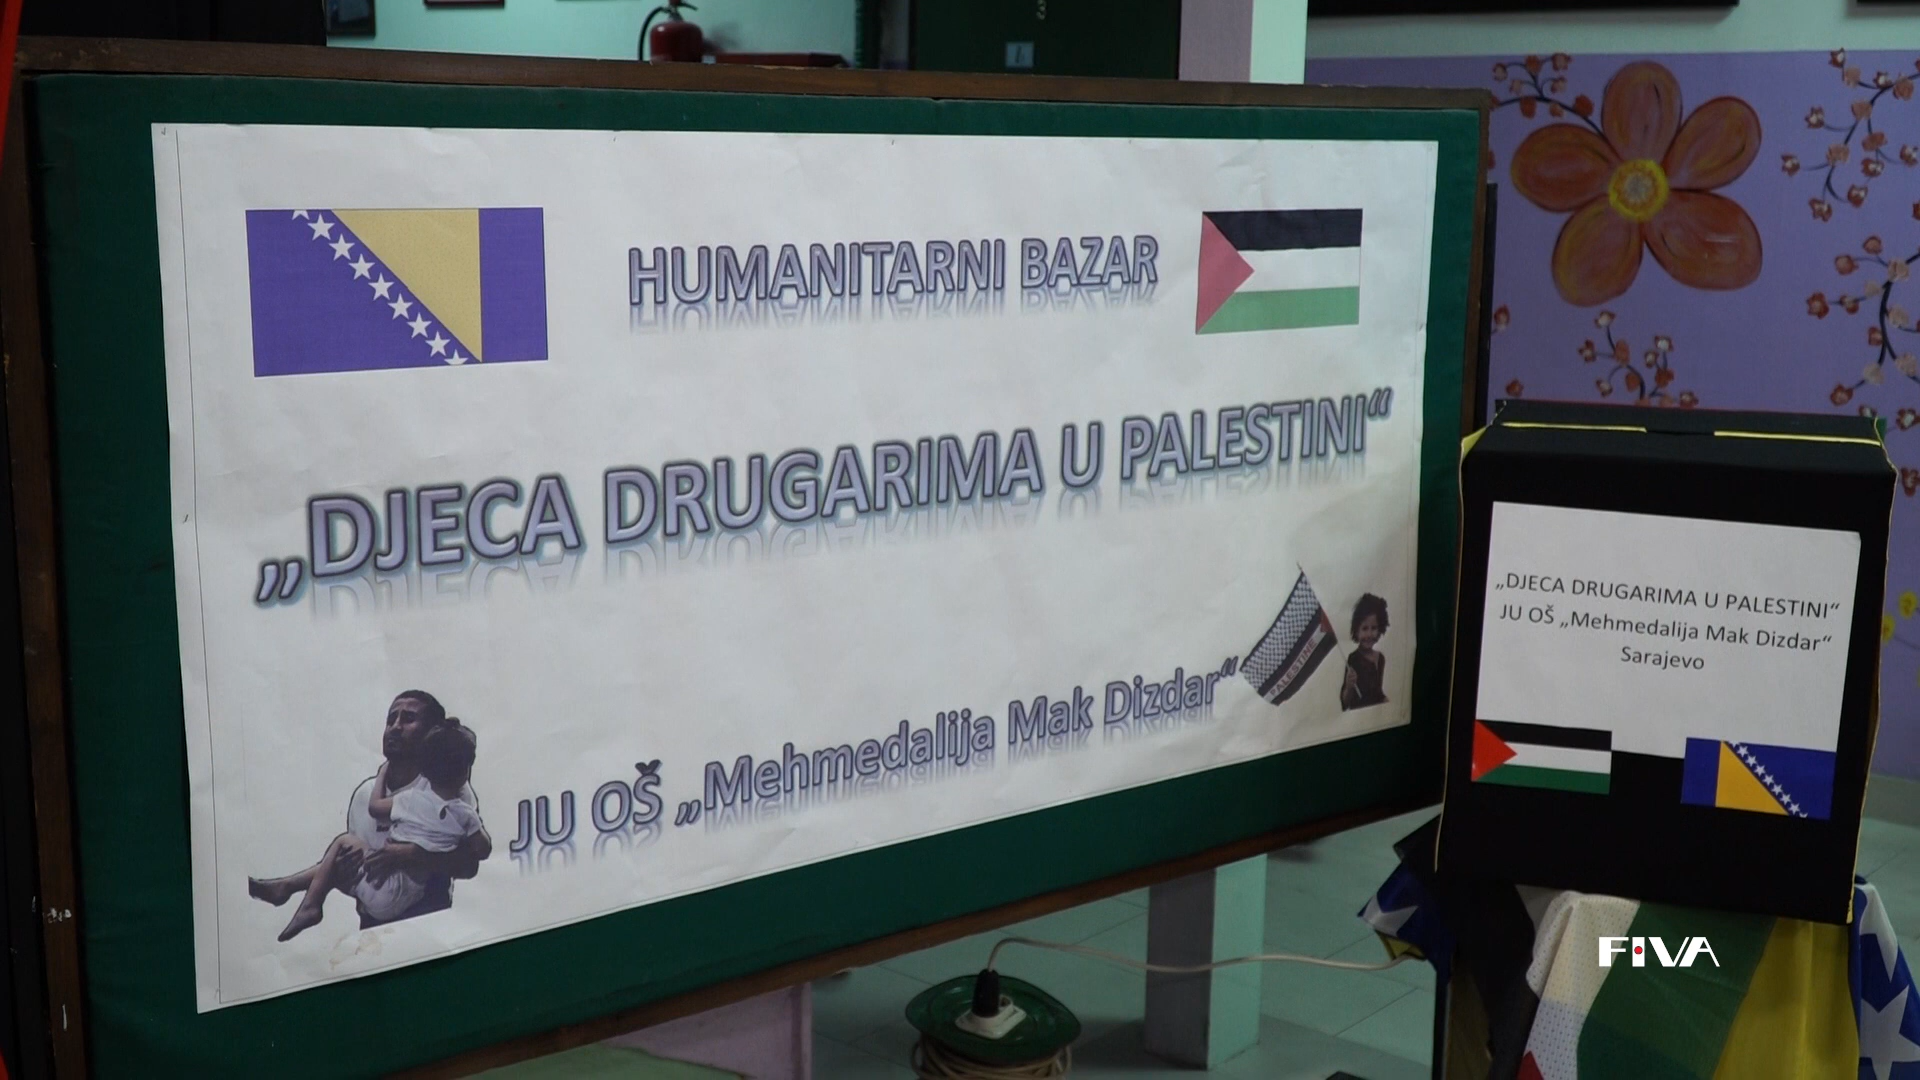 HUMANITARNI BAZAR
„DJECA DRUGARIMA U PALESTINI“
JU OŠ „Mehmedalija Mak Dizdar“
PALESTINE
„DJECA DRUGARIMA U PALESTINI“
JU OŠ „Mehmedalija Mak Dizdar“
Sarajevo
FIVA